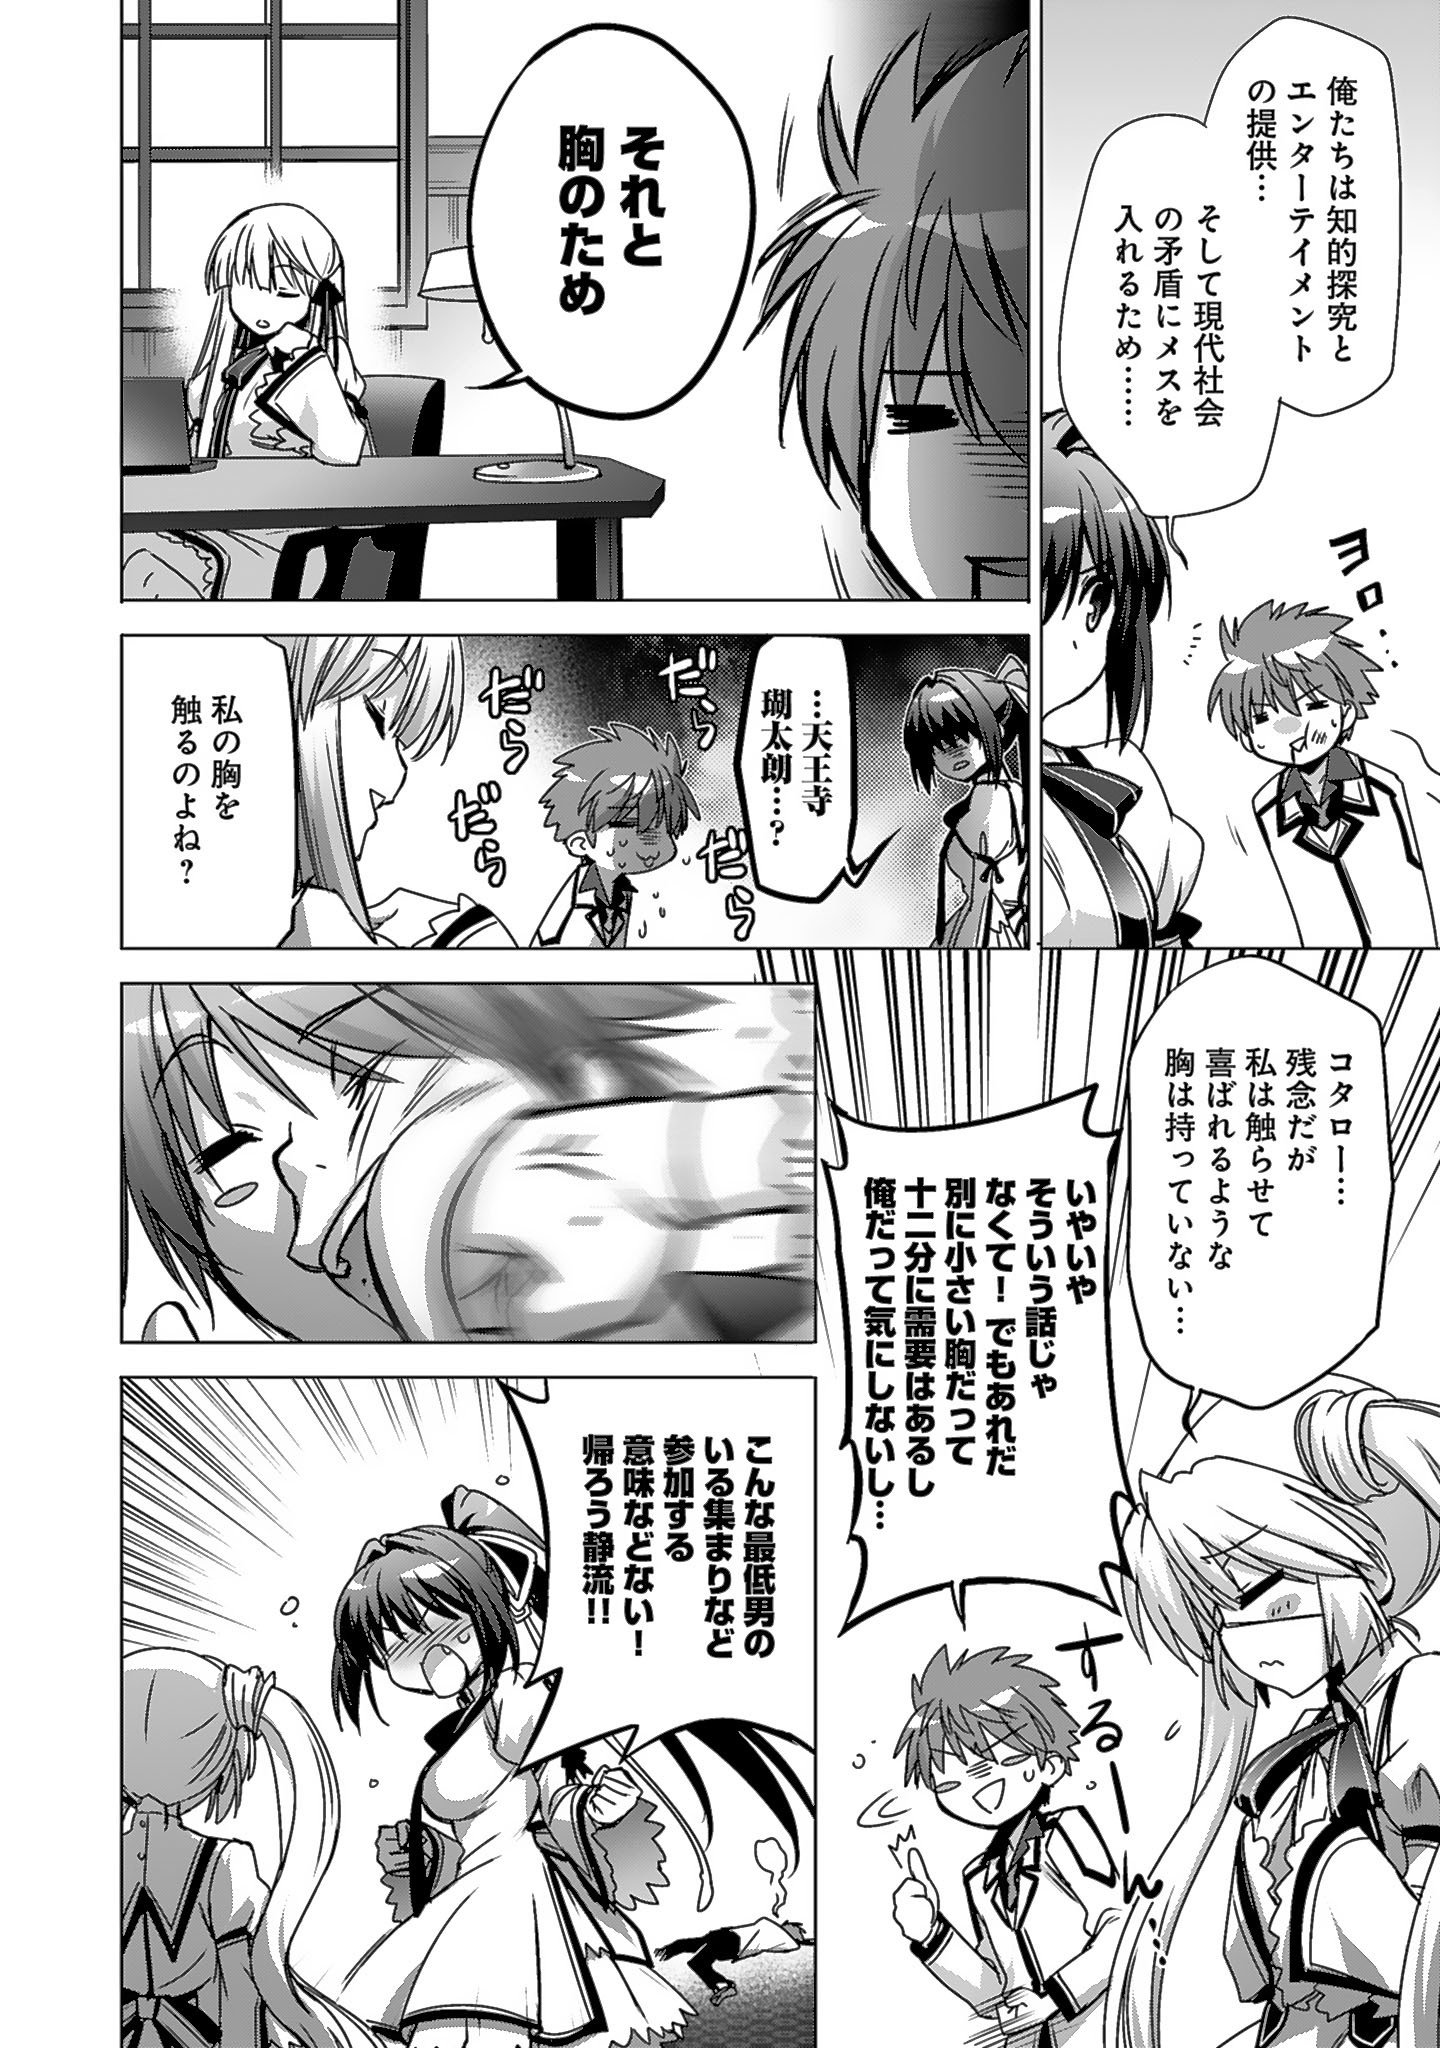 俺たちは知的探究と
エンターテイメント
の提供…
そして現代社会
の矛盾にメスを
入れるため……
ヨロ…
それと
胸のため
…天王寺
瑚太朗…?
だら
だら
だら
だら
私の胸を
触るのよね?
コタロー…
残念だが
私は触らせて
喜ばれるような
胸は持っていない…
いやいや
そういう話じゃ
なくて!でもあれだ
別に小さい胸だって
十二分に需要はあるし
俺だって気にしないし…
ずーん…
するー
こんな最低男の
いる集まりなど
参加する
意味などない!
帰ろう静流!!